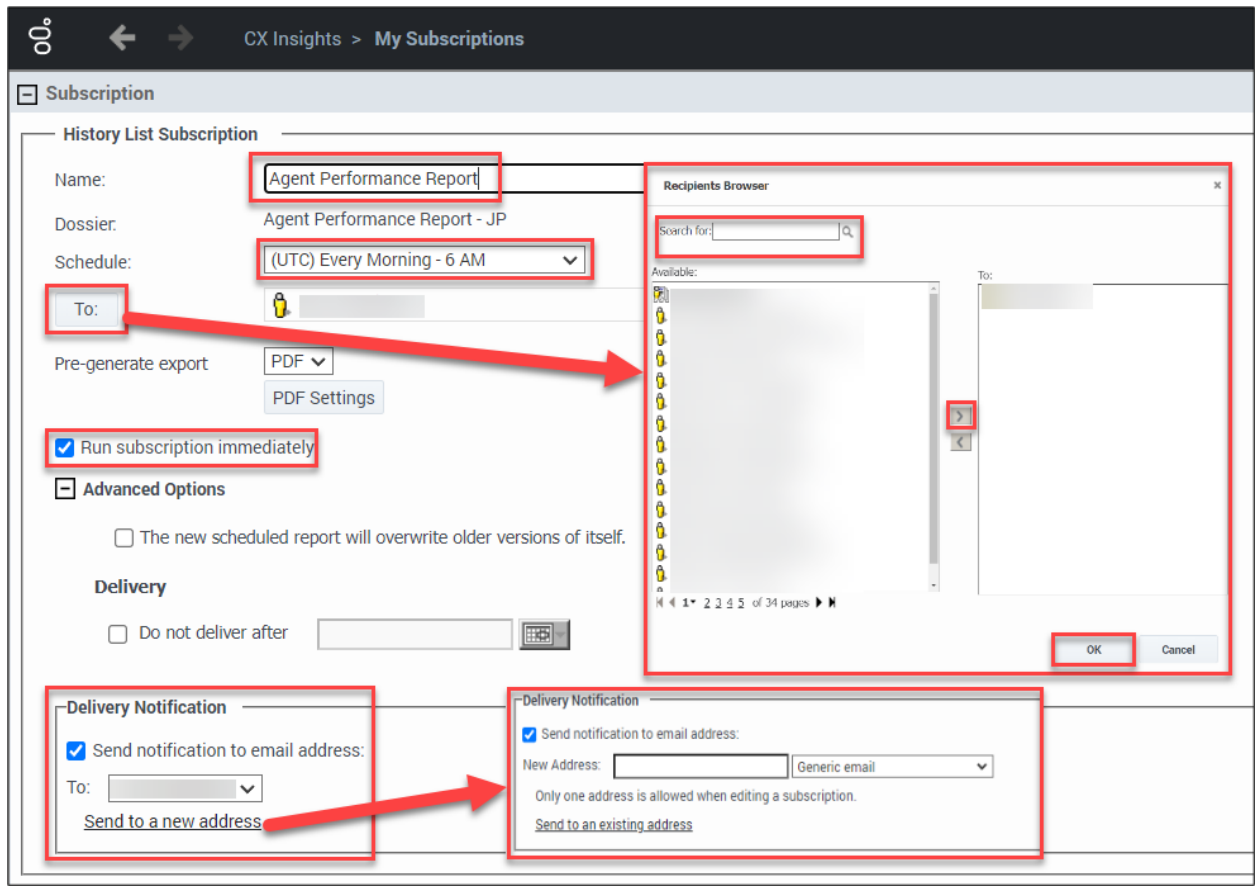 CX Insights > My Subscriptions
Subscription
History List Subscription
Name: Agent Performance Report
Dossier: Agent Performance Report - JP
Schedule: (UTC) Every Morning - 6 AM
To:
Pre-generate export PDF
PDF Settings
Run subscription immediately
Advanced Options
The new scheduled report will overwrite older versions of itself.
Delivery
Do not deliver after
Delivery Notification
Send notification to email address:
To:
Send to a new address
Recipients Browser
Search for:
Available:
To:
1 2 3 4 5 of 34 pages
OK Cancel
Delivery Notification
Send notification to email address:
New Address: Generic email
Only one address is allowed when editing a subscription.
Send to an existing address